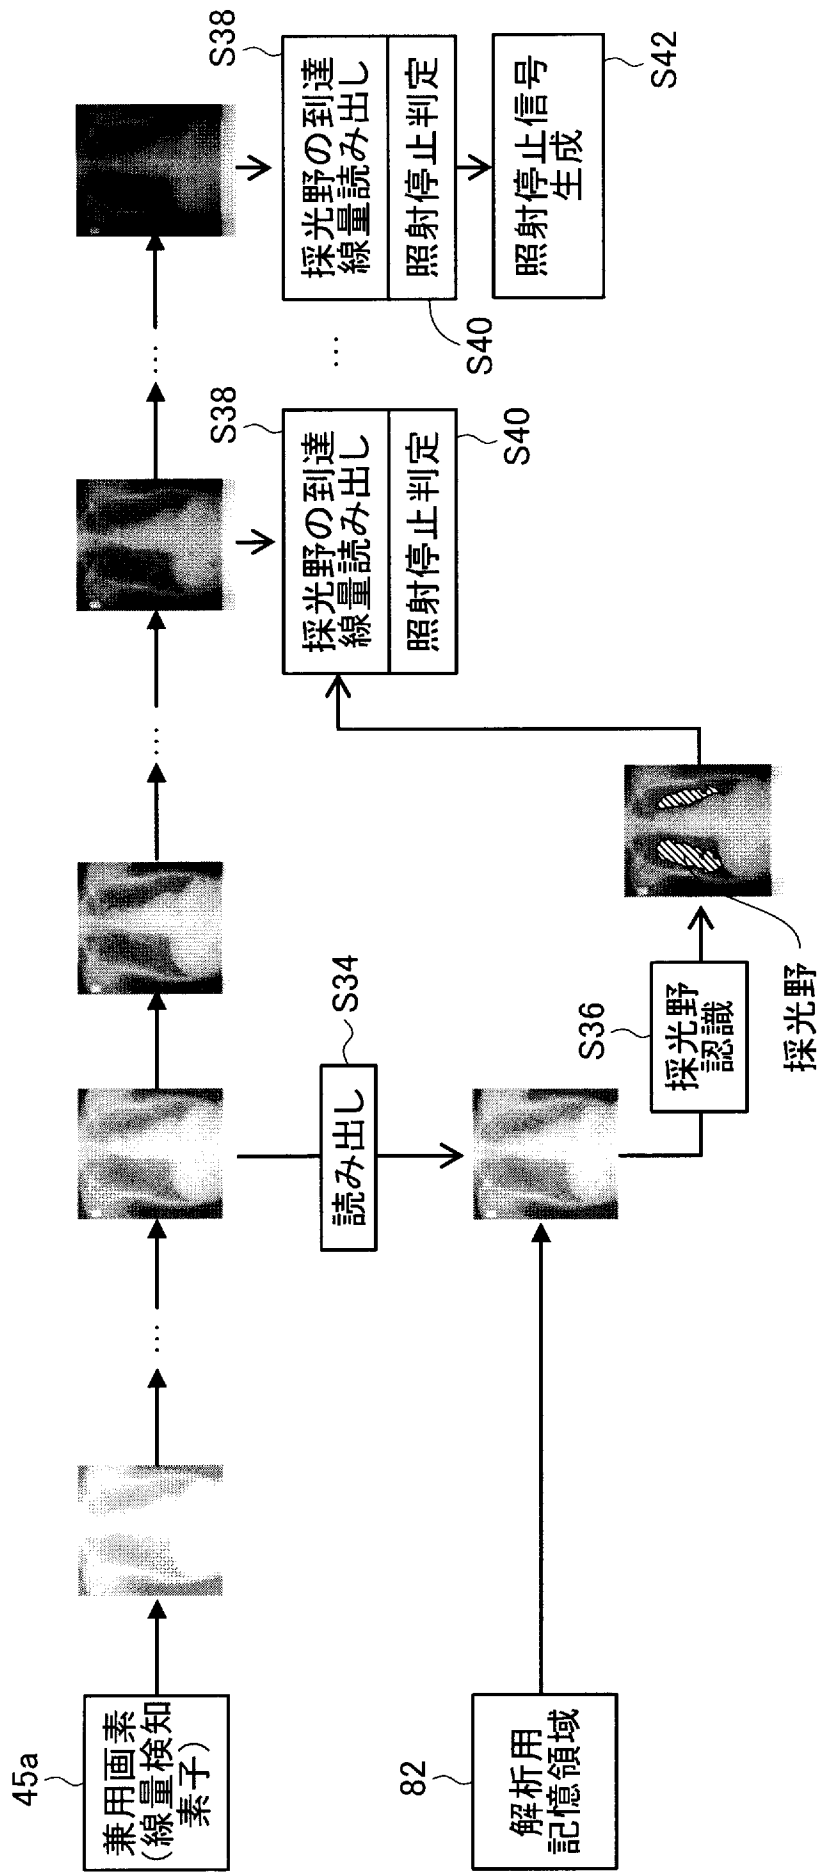 45a
兼用画素
(線量検知
素子)
…
…
…
S34
読み出し
S38
採光野の到達
線量読み出し
照射停止判定
S40
…
S38
採光野の到達
線量読み出し
照射停止判定
S40
照射停止信号
生成
S42
82
解析用
記憶領域
S36
採光野
認識
採光野